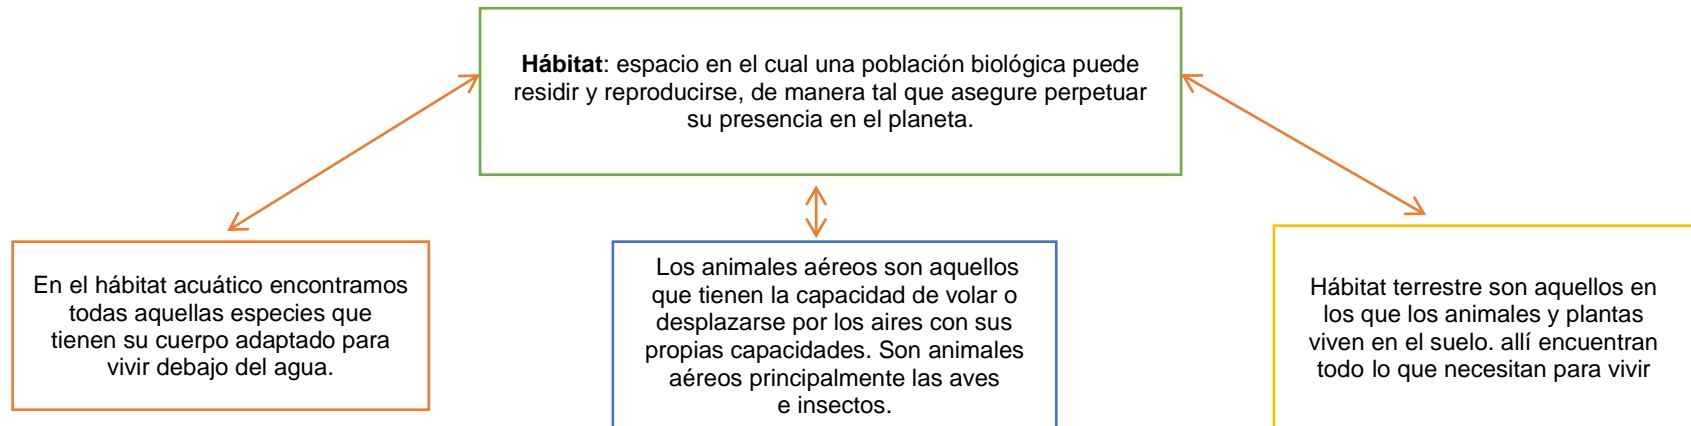 Hábitat: espacio en el cual una población biológica puede
residir y reproducirse, de manera tal que asegure perpetuar
su presencia en el planeta.
En el hábitat acuático encontramos
todas aquellas especies que
tienen su cuerpo adaptado para
vivir debajo del agua.
Los animales aéreos son aquellos
que tienen la capacidad de volar o
desplazarse por los aires con sus
propias capacidades. Son animales
aéreos principalmente las aves
e insectos.
Hábitat terrestre son aquellos en
los que los animales y plantas
viven en el suelo. allí encuentran
todo lo que necesitan para vivir